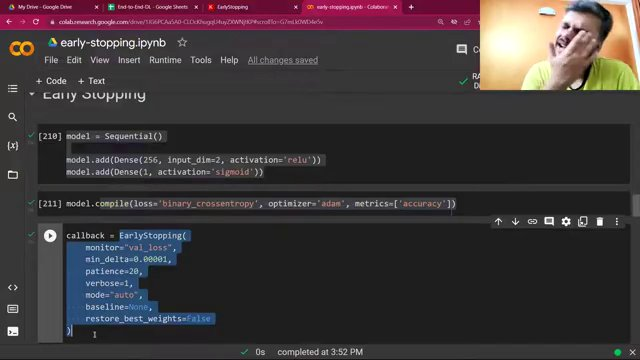 My Drive - Google Drive
End-to-End-DL - Google Sheets
EarlyStopping
early-stopping.ipynb - Colaborat
colab.research.google.com/drive/
early-stopping.ipynb
File Edit View Insert Runtime Tools Help All changes saved
+ Code + Text
Early Stopping
[210] model = Sequential()
model.add(Dense(256, input_dim=2, activation='relu'))
model.add(Dense(1, activation='sigmoid'))
[211] model.compile(loss='binary_crossentropy', optimizer='adam', metrics=['accuracy'])
callback = EarlyStopping(
monitor="val_loss",
min_delta=0.00001,
patience=20,
verbose=1,
mode="auto",
baseline=None,
restore_best_weights=False
)
0s completed at 3:52 PM